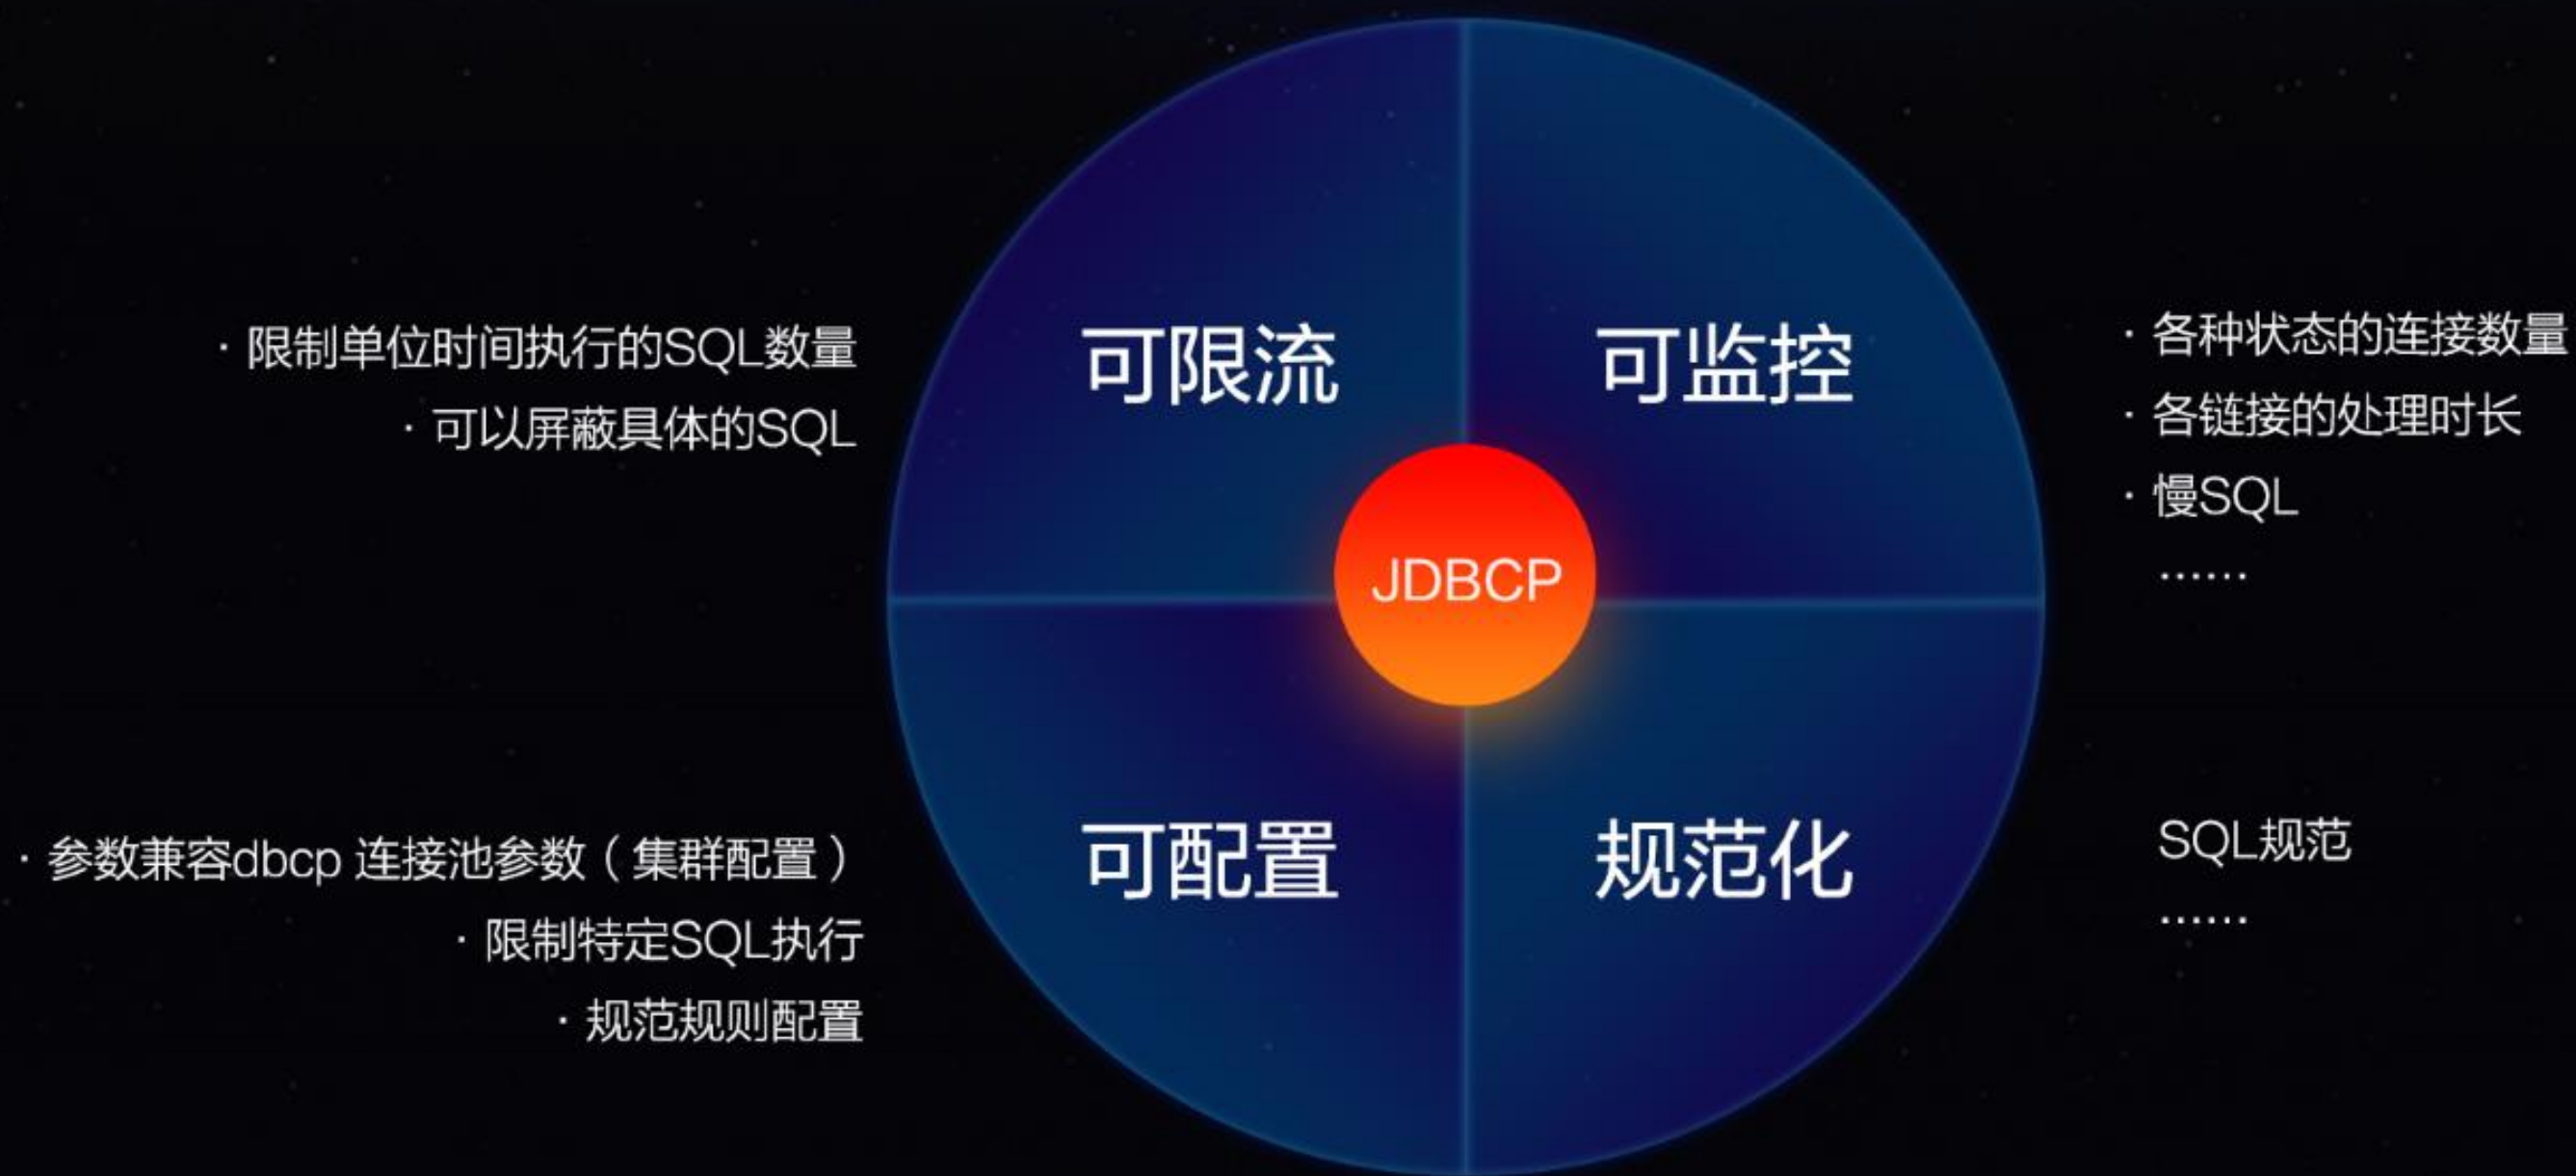 可限流
· 限制单位时间执行的SQL数量
· 可以屏蔽具体的SQL
可监控
· 各种状态的连接数量
· 各链接的处理时长
· 慢SQL
······
JDBCP
可配置
· 参数兼容dbcp 连接池参数（集群配置）
· 限制特定SQL执行
· 规范规则配置
规范化
SQL规范
······